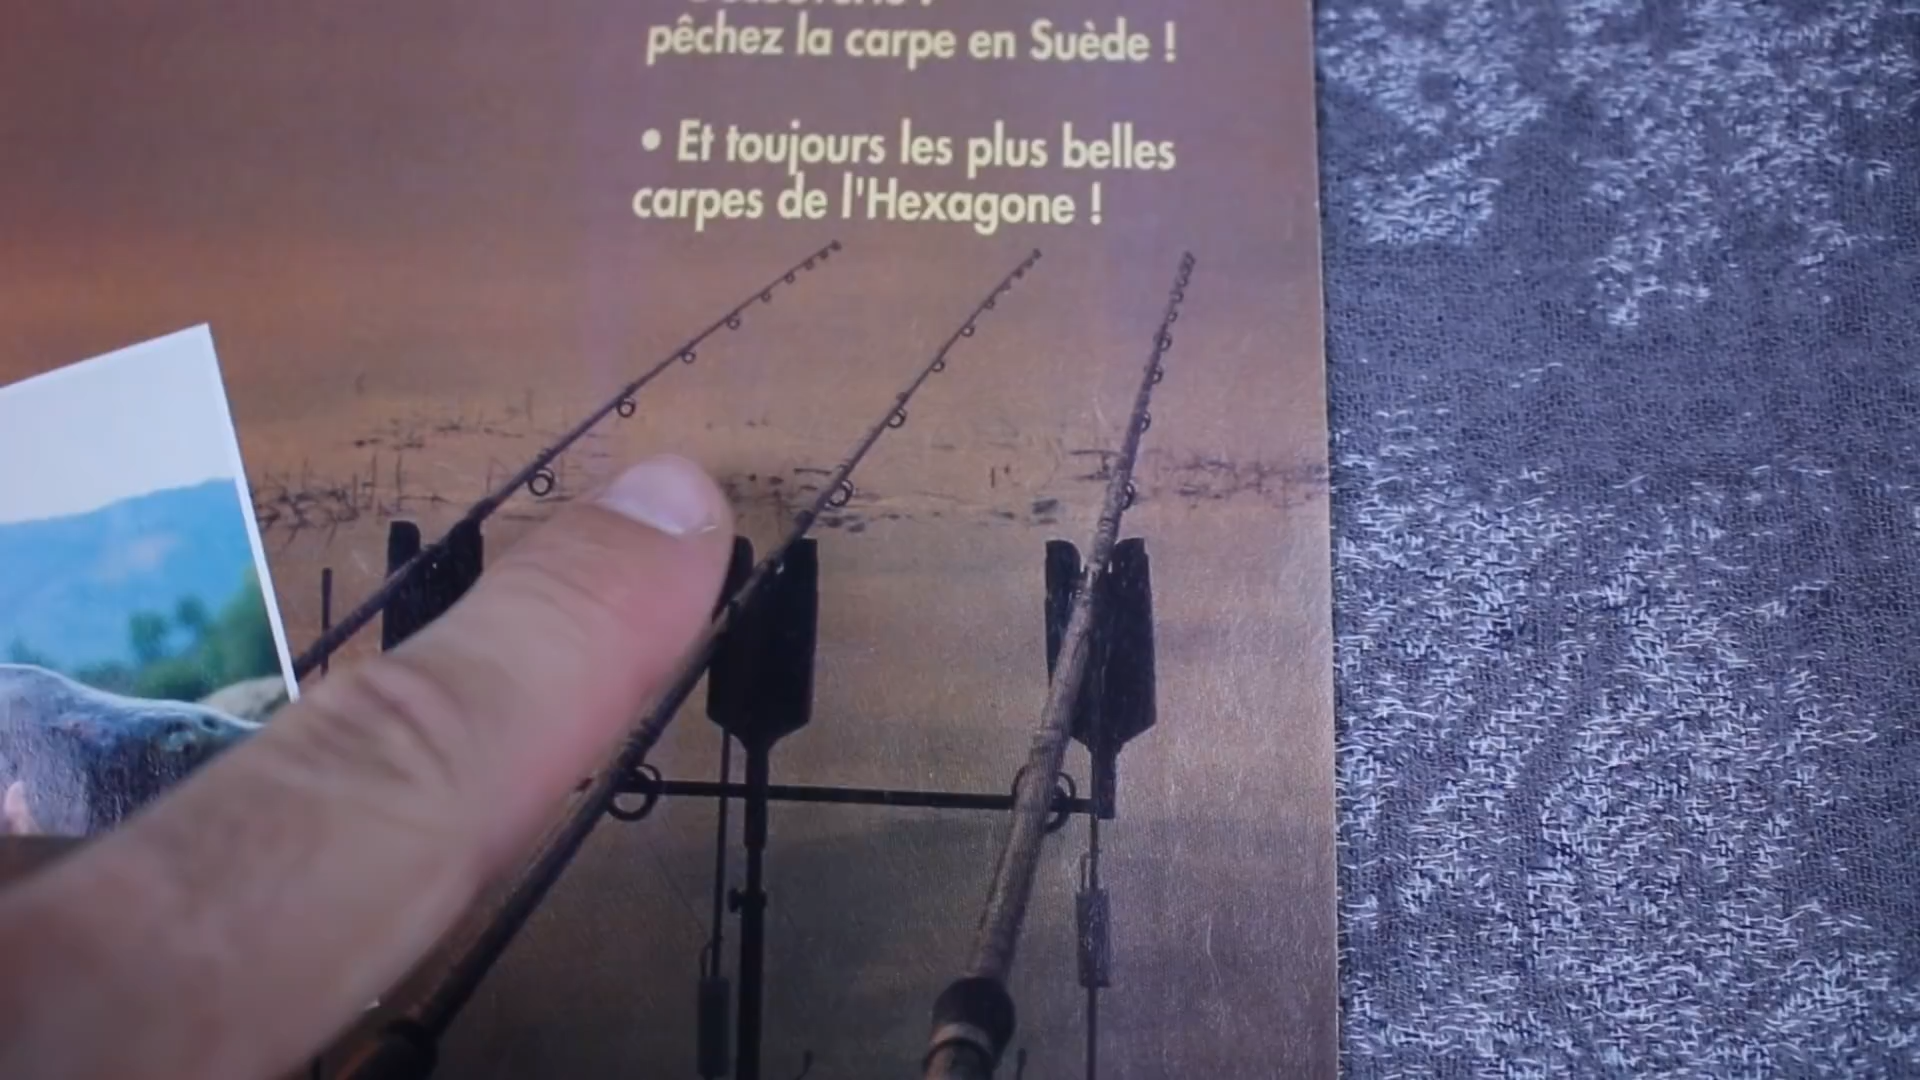 pêchez la carpe en Suède !
• Et toujours les plus belles
carpes de l'Hexagone !